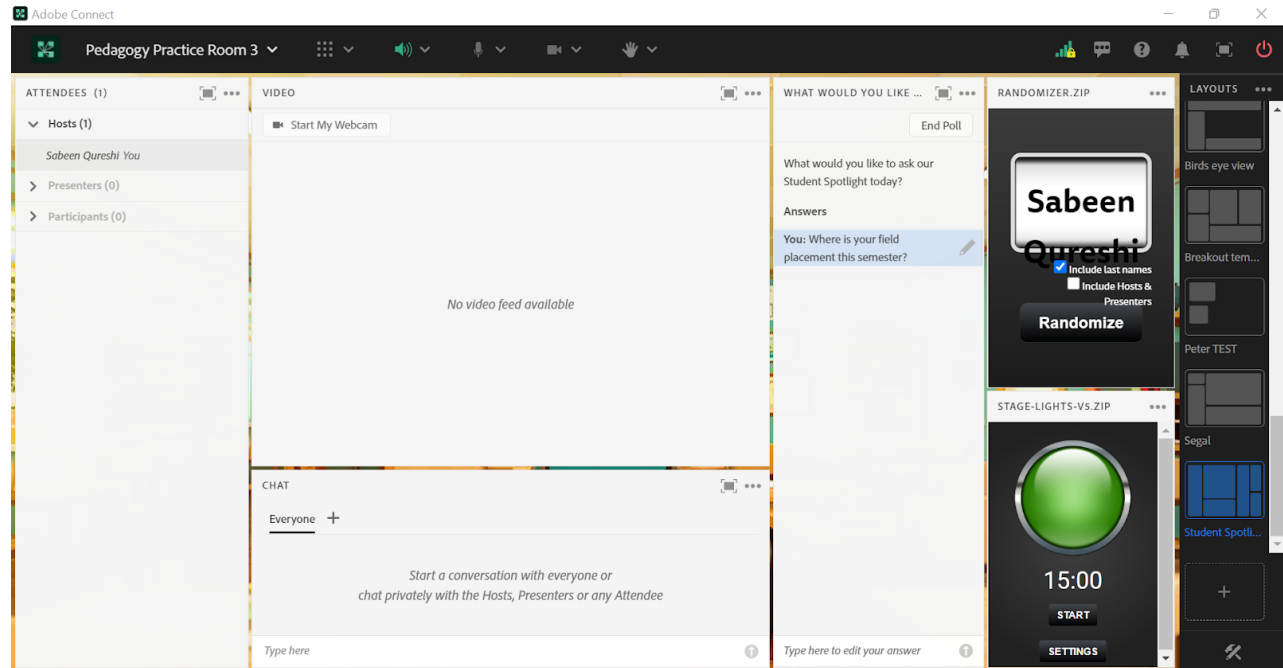 Adobe Connect
Pedagogy Practice Room 3
ATTENDEES (1)
Hosts (1)
Sabeen Qureshi You
Presenters (0)
Participants (0)
VIDEO
Start My Webcam
No video feed available
CHAT
Everyone
Start a conversation with everyone or
chat privately with the Hosts, Presenters or any Attendee
Type here
WHAT WOULD YOU LIKE ...
End Poll
What would you like to ask our
Student Spotlight today?
Answers
You: Where is your field
placement this semester?
Type here to edit your answer
RANDOMIZER.ZIP
Sabeen
Qureshi
Include last names
Include Hosts &
Presenters
Randomize
STAGE-LIGHTS-V5.ZIP
15:00
START
SETTINGS
LAYOUTS
Birds eye view
Breakout tem...
Peter TEST
Segal
Student Spotli...